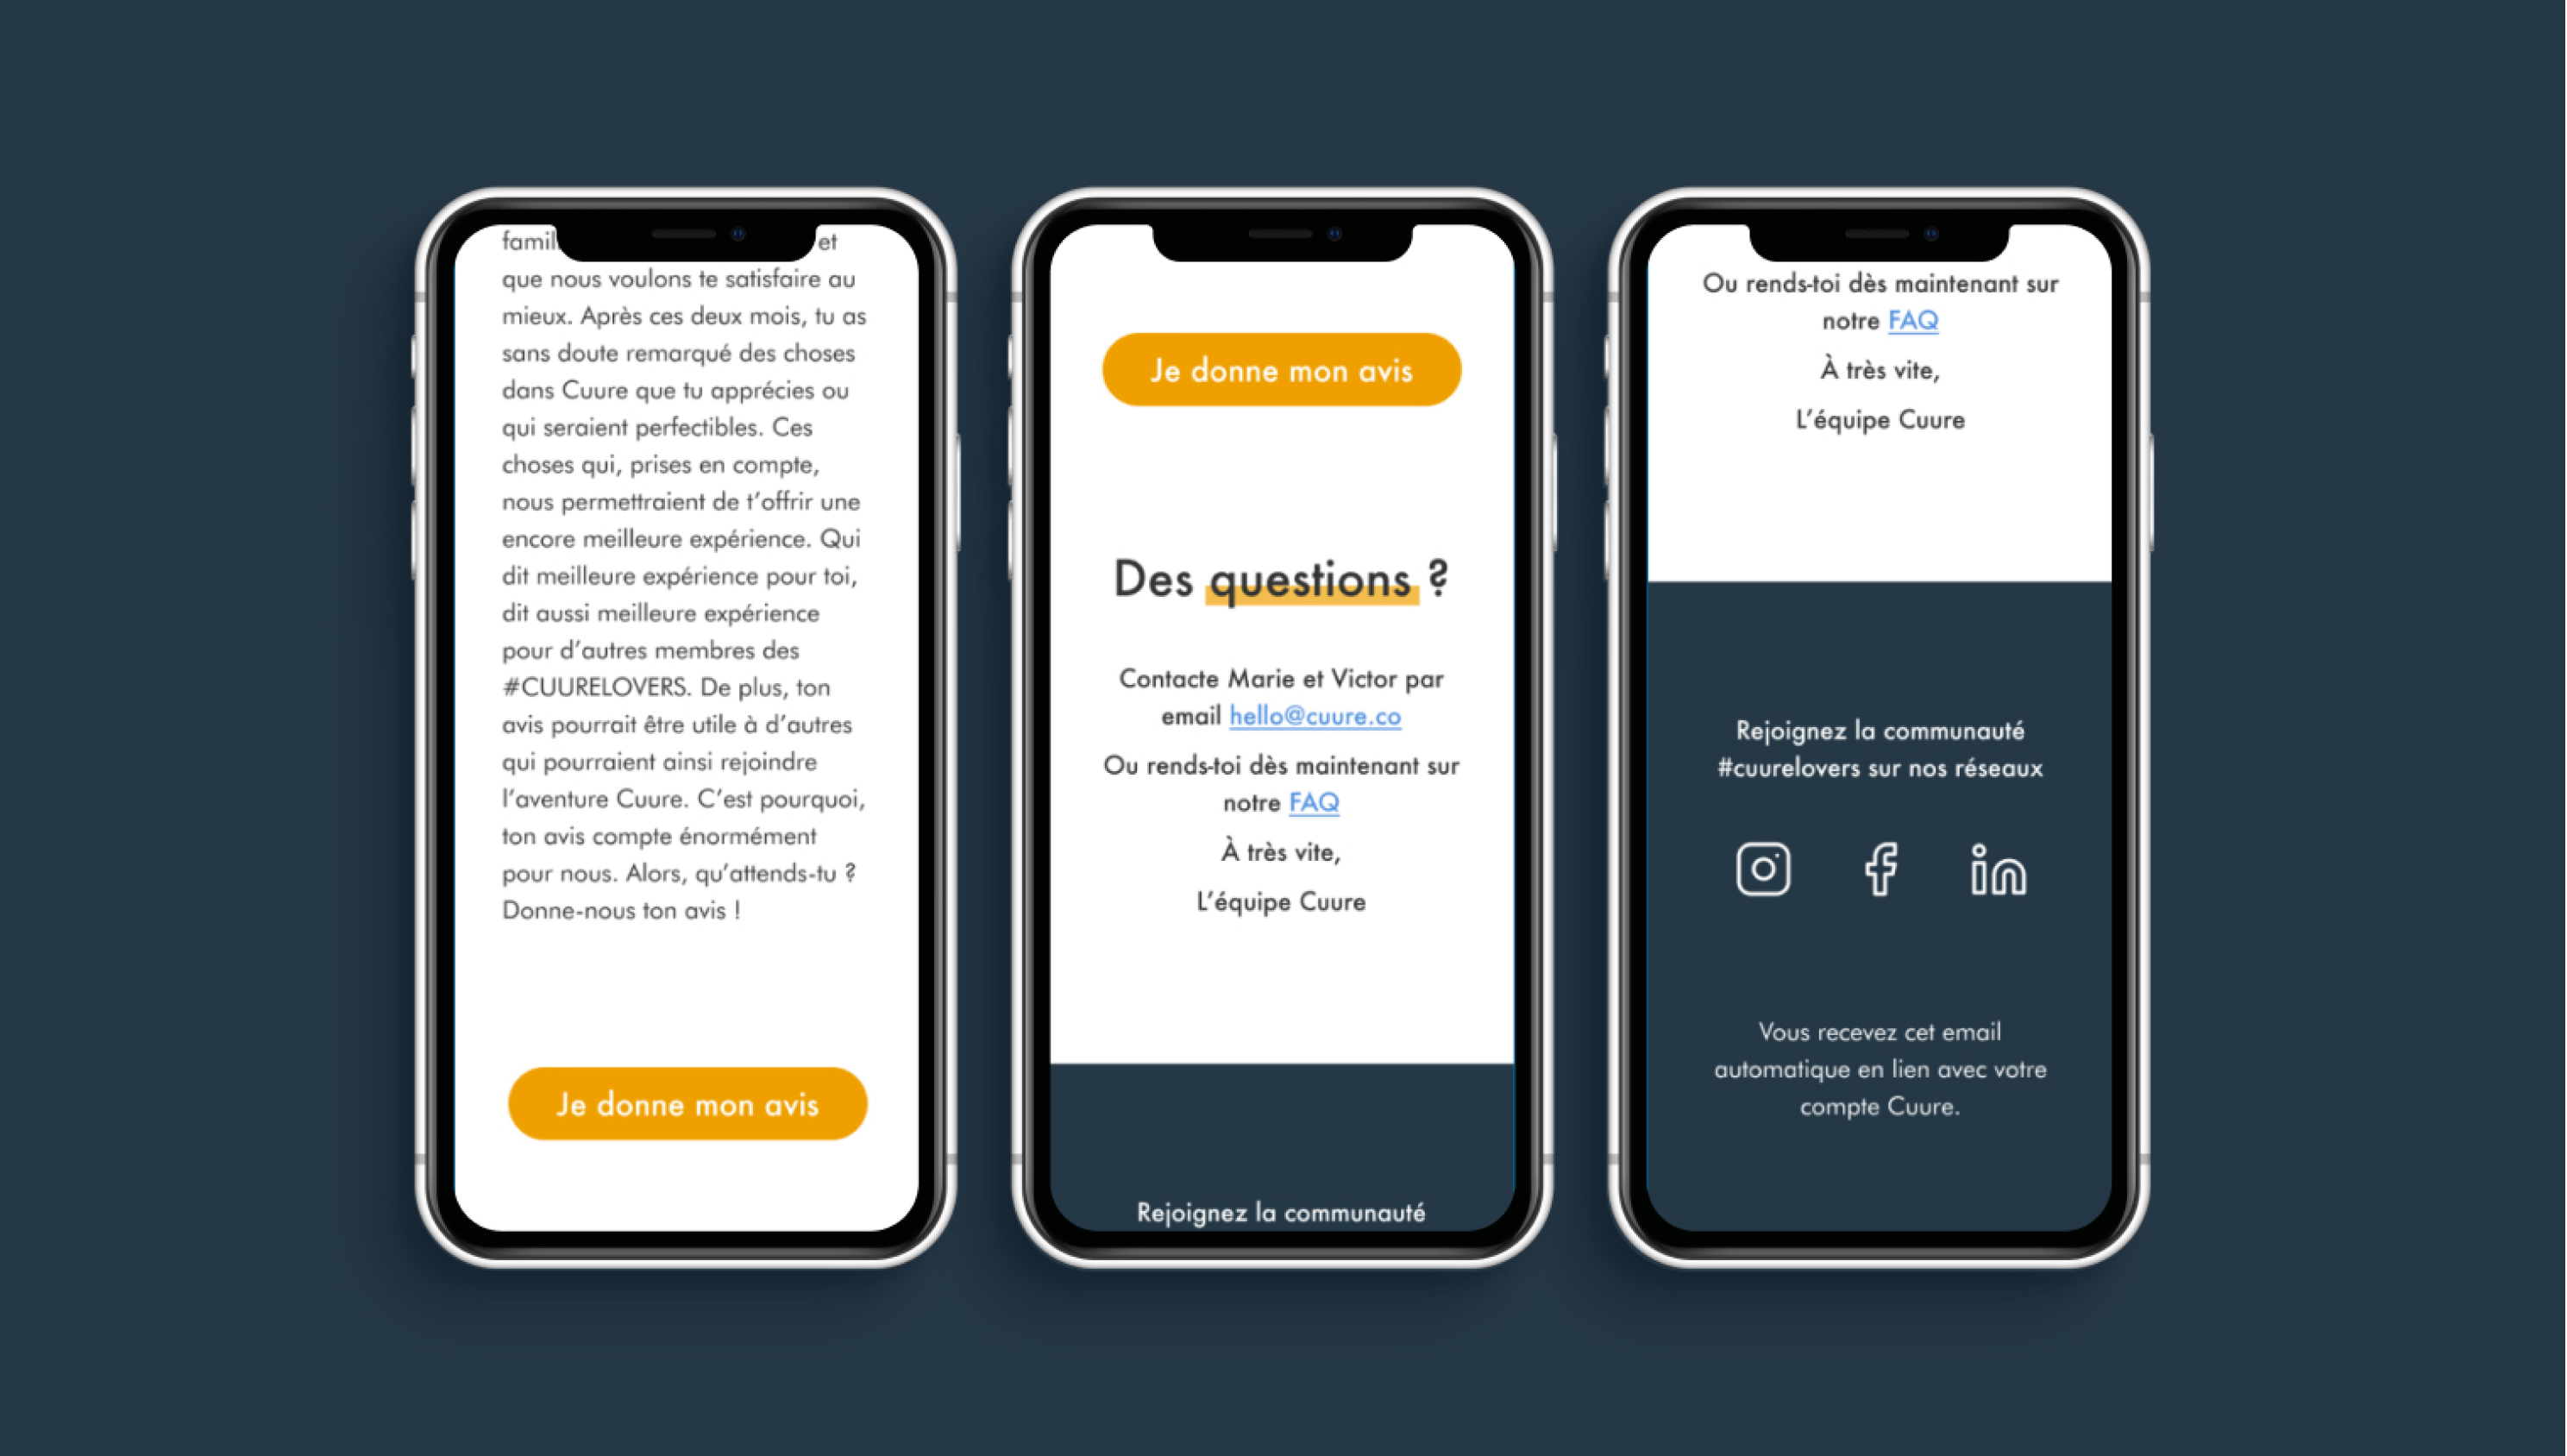 et
que nous voulons te satisfaire au
mieux. Après ces deux mois, tu as
sans doute remarqué des choses
dans Cuure que tu apprécies ou
qui seraient perfectibles. Ces
choses qui, prises en compte,
nous permettraient de t’offrir une
encore meilleure expérience. Qui
dit meilleure expérience pour toi,
dit aussi meilleure expérience
pour d’autres membres des
#CUURELOVERS. De plus, ton
avis pourrait être utile à d’autres
qui pourraient ainsi rejoindre
l’aventure Cuure. C’est pourquoi,
ton avis compte énormément
pour nous. Alors, qu’attends-tu ?
Donne-nous ton avis !
Je donne mon avis
Je donne mon avis
Des questions ?
Contacte Marie et Victor par
email hello@cuure.co
Ou rends-toi dès maintenant sur
notre FAQ
À très vite,
L’équipe Cuure
Rejoignez la communauté
Ou rends-toi dès maintenant sur
notre FAQ
À très vite,
L’équipe Cuure
Rejoignez la communauté
#cuurelovers sur nos réseaux
Vous recevez cet email
automatique en lien avec votre
compte Cuure.